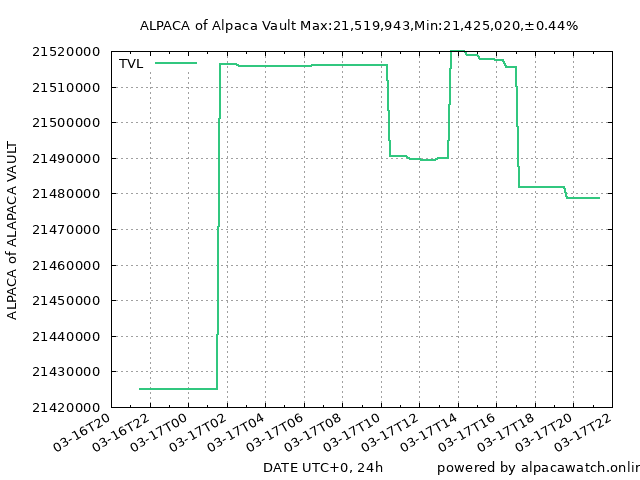 ALPACA of Alpaca Vault Max:21,519,943,Min:21,425,020,±0.44%
TVL
21520000
21510000
21500000
21490000
21480000
21470000
21460000
21450000
21440000
21430000
21420000
ALPACA of ALAPACA VAULT
03-16T20
03-16T22
03-17T00
03-17T02
03-17T04
03-17T06
03-17T08
03-17T10
03-17T12
03-17T14
03-17T16
03-17T18
03-17T20
03-17T22
DATE UTC+0, 24h
powered by alpacawatch.onlin